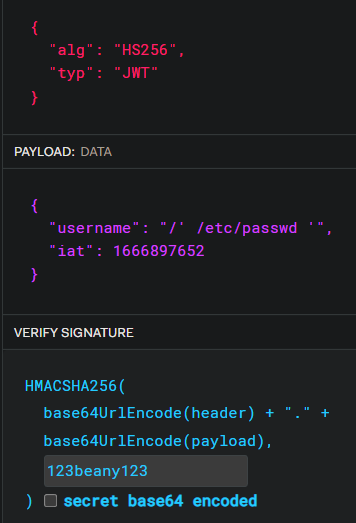 {
"alg": "HS256",
"typ": "JWT"
}
PAYLOAD: DATA
{
"username": "/' /etc/passwd '",
"iat": 1666897652
}
VERIFY SIGNATURE
HMACSHA256(
base64UrlEncode(header) + "." +
base64UrlEncode(payload),
123beany123
) secret base64 encoded